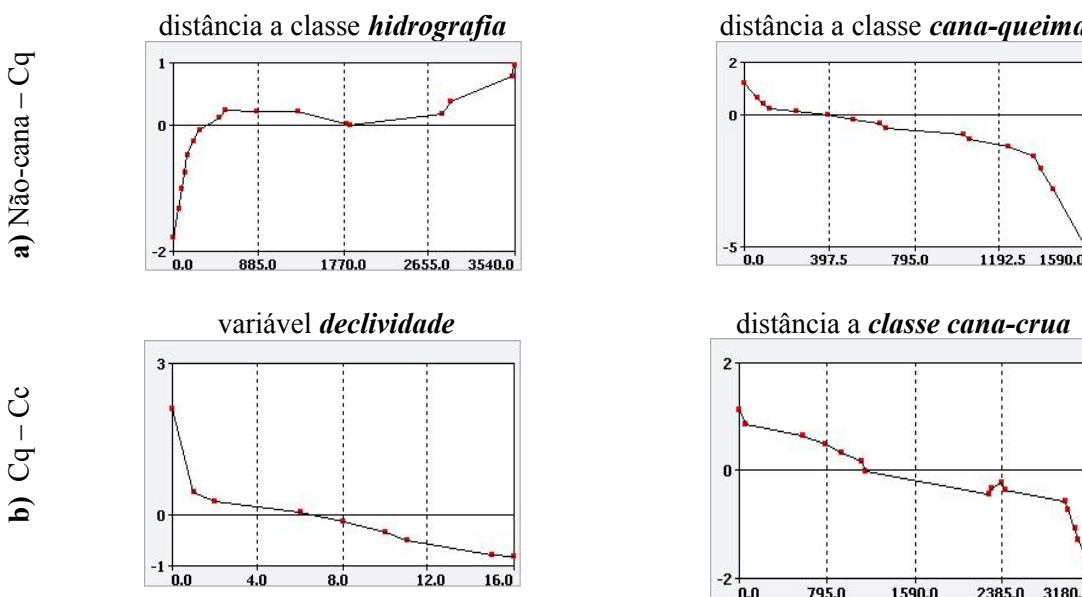 distância a classe hidrografia
distância a classe cana-queima
a) Não-cana – Cq
1
0
-2
0.0 885.0 1770.0 2655.0 3540.0
2
0
-5
0.0 397.5 795.0 1192.5 1590.0
variável declividade
distância a classe cana-crua
b) Cq – Cc
3
0
-1
0.0 4.0 8.0 12.0 16.0
2
0
-2
0.0 795.0 1590.0 2385.0 3180.